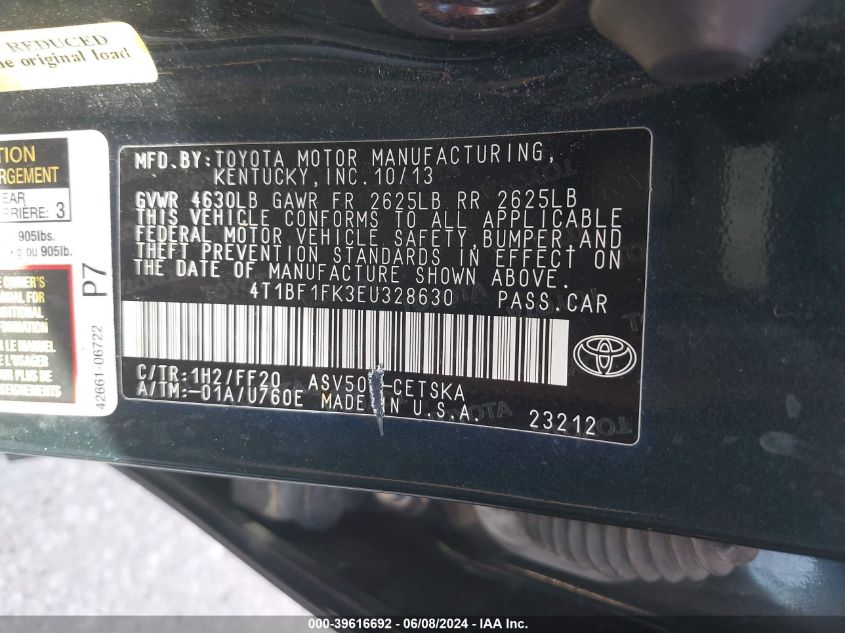 REDUCED
he original load
TION
RGEMENT
EAR
RRIÈRE: 3
905lbs.
g ou 905lb.
P7
42661-06722
MFD.BY: TOYOTA MOTOR MANUFACTURING,
KENTUCKY, INC. 10/13
GVWR 4630LB GAWR FR 2625LB RR 2625LB
THIS VEHICLE CONFORMS TO ALL APPLICABLE
FEDERAL MOTOR VEHICLE SAFETY, BUMPER, AND
THEFT PREVENTION STANDARDS IN EFFECT ON
THE DATE OF MANUFACTURE SHOWN ABOVE.
4T1BF1FK3EU328630 PASS.CAR
C/TR: 1H2/FF20 ASV50 -CETSKA
A/TM:-01A/U760E MADE IN U.S.A.
23212
000-39616692 - 06/08/2024 - IAA Inc.